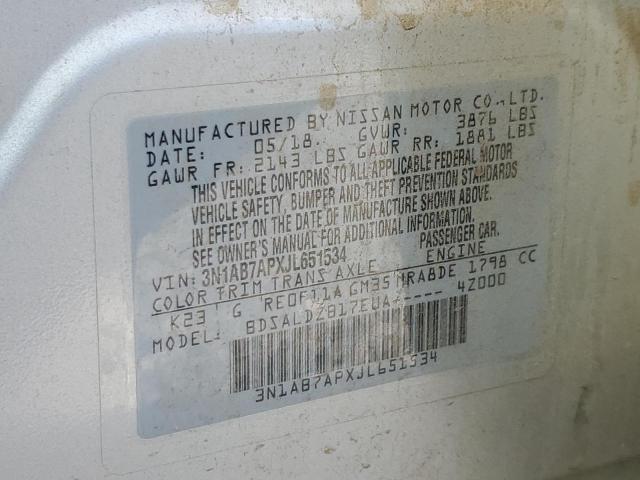 MANUFACTURED BY NISSAN MOTOR CO., LTD.
DATE: 05/18 GVWR: 3876 LBS
GAWR FR: 2143 LBS GAWR RR: 1881 LBS
THIS VEHICLE CONFORMS TO ALL APPLICABLE FEDERAL MOTOR
VEHICLE SAFETY, BUMPER AND THEFT PREVENTION STANDARDS
IN EFFECT ON THE DATE OF MANUFACTURE SHOWN ABOVE.
SEE OWNER'S MANUAL FOR ADDITIONAL INFORMATION.
VIN: 3N1AB7APXJL651534 PASSENGER CAR.
COLOR TRIM TRANS AXLE ENGINE
K23 G RE0F11A GM35 MRA8DE 1798 CC
MODEL: BDSALDZB17EUA7---- 4Z000
3N1AB7APXJL651534